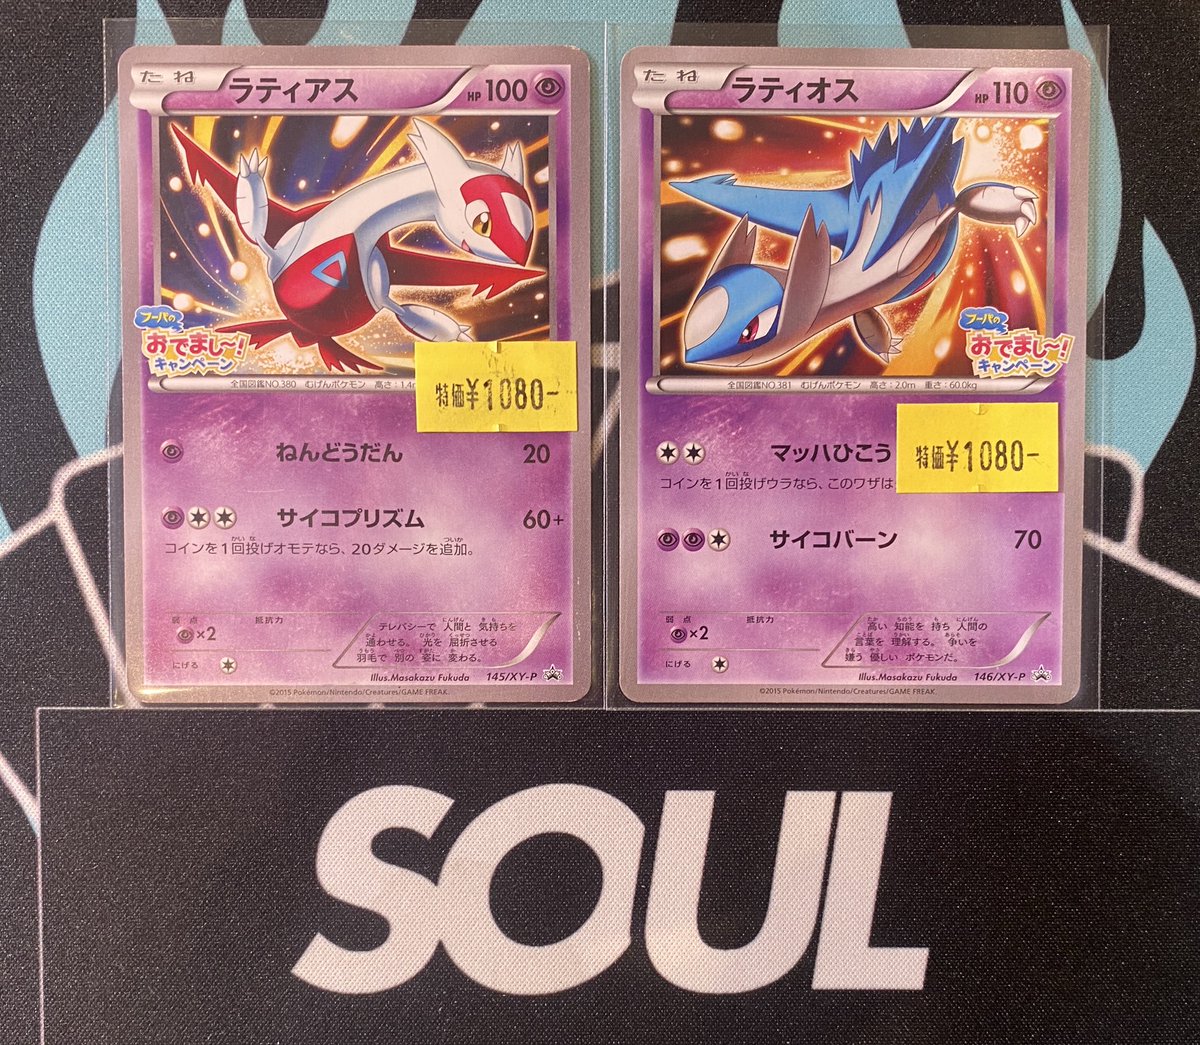 たね ラティアス HP 100
フーパの
おでまし~!
キャンペーン
全国図鑑NO.380 むげんポケモン 高さ：1.4m
特価¥1080-
ねんどうだん 20
サイコプリズム 60+
コインを1回投げオモテなら、20ダメージを追加。
弱点 抵抗力
×2
にげる
テレパシーで 人間と 気持ちを
通わせる。光を 屈折させる
羽毛で 別の 姿に 変わる。
Illus.Masakazu Fukuda 145/XY-P
©2015 Pokémon/Nintendo/Creatures/GAME FREAK.
たね ラティオス HP 110
フーパの
おでまし~!
キャンペーン
全国図鑑NO.381 むげんポケモン 高さ：2.0m 重さ：60.0kg
特価¥1080-
マッハひこう
コインを1回投げウラなら、このワザは
サイコバーン 70
弱点 抵抗力
×2
にげる
高い 知能を 持ち 人間の
言葉を 理解する。争いを
嫌う 優しい ポケモンだ。
Illus.Masakazu Fukuda 146/XY-P
©2015 Pokémon/Nintendo/Creatures/GAME FREAK.
SOUL